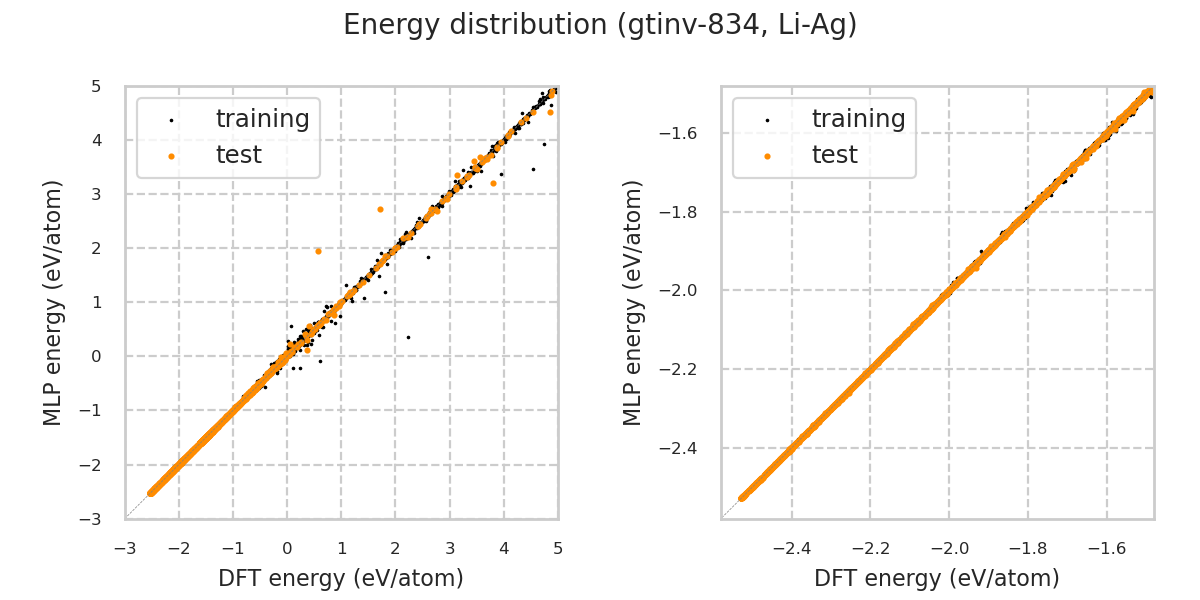 Energy distribution (gtinv-834, Li-Ag)
5
4
3
2
1
0
−1
−2
−3
MLP energy (eV/atom)
training
test
−3 −2 −1 0 1 2 3 4 5
DFT energy (eV/atom)
−1.6
−1.8
−2.0
−2.2
−2.4
MLP energy (eV/atom)
training
test
−2.4 −2.2 −2.0 −1.8 −1.6
DFT energy (eV/atom)